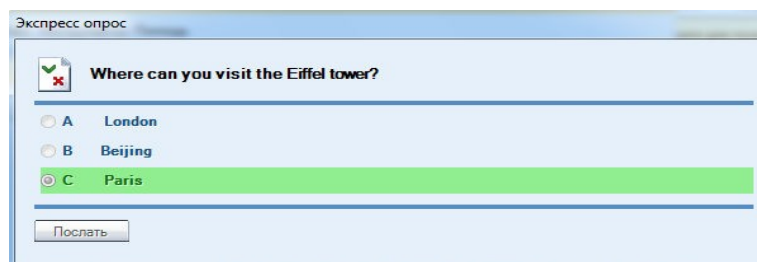 Экспресс опрос
Where can you visit the Eiffel tower?
A London
B Beijing
C Paris
Послать